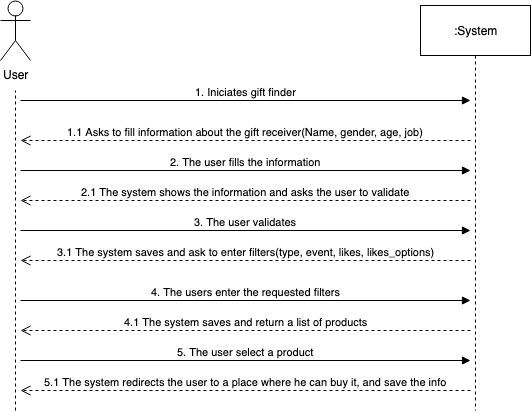 :System
User
1. Iniciates gift finder
1.1 Asks to fill information about the gift receiver(Name, gender, age, job)
2. The user fills the information
2.1 The system shows the information and asks the user to validate
3. The user validates
3.1 The system saves and ask to enter filters(type, event, likes, likes_options)
4. The users enter the requested filters
4.1 The system saves and return a list of products
5. The user select a product
5.1 The system redirects the user to a place where he can buy it, and save the info